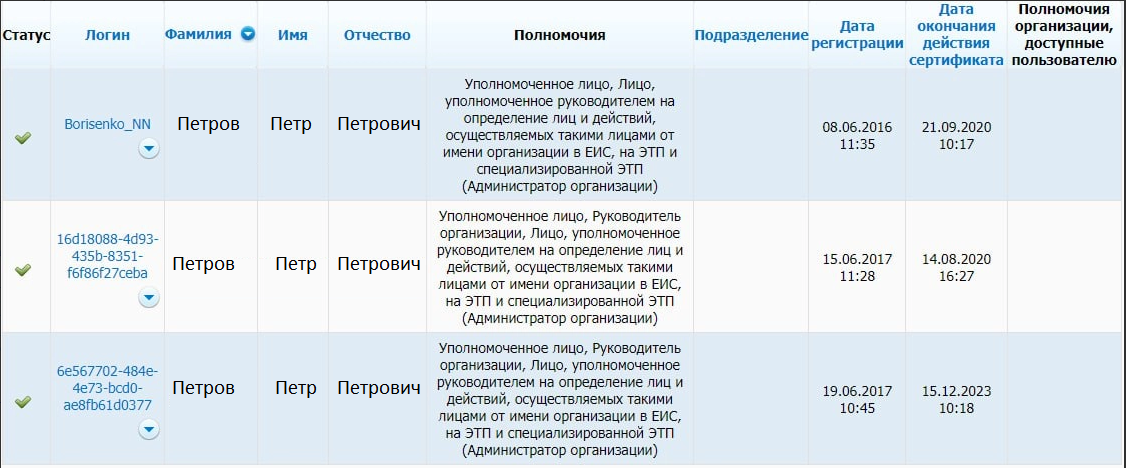 Статус
Логин
Фамилия
Имя
Отчество
Полномочия
Подразделение
Дата
регистрации
Дата
окончания
действия
сертификата
Полномочия
организации,
доступные
пользователю
Borisenko_NN
Петров
Петр
Петрович
Уполномоченное лицо, Лицо,
уполномоченное руководителем на
определение лиц и действий,
осуществляемых такими лицами от
имени организации в ЕИС, на ЭТП и
специализированной ЭТП
(Администратор организации)
08.06.2016
11:35
21.09.2020
10:17
16d18088-4d93-
435b-8351-
f6f86f27ceba
Петров
Петр
Петрович
Уполномоченное лицо, Руководитель
организации, Лицо, уполномоченное
руководителем на определение лиц и
действий, осуществляемых такими
лицами от имени организации в ЕИС,
на ЭТП и специализированной ЭТП
(Администратор организации)
15.06.2017
11:28
14.08.2020
16:27
6e567702-484e-
4e73-bcd0-
ae8fb61d0377
Петров
Петр
Петрович
Уполномоченное лицо, Руководитель
организации, Лицо, уполномоченное
руководителем на определение лиц и
действий, осуществляемых такими
лицами от имени организации в ЕИС,
на ЭТП и специализированной ЭТП
(Администратор организации)
19.06.2017
10:45
15.12.2023
10:18